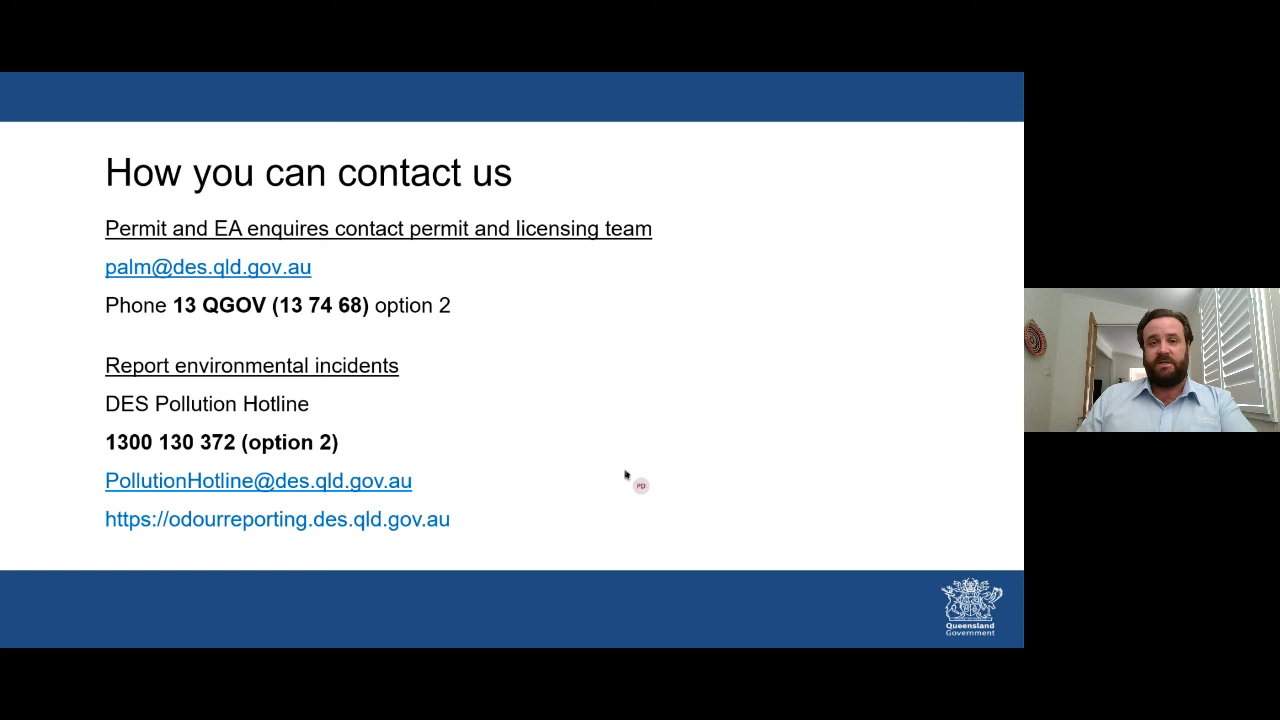 How you can contact us
Permit and EA enquires contact permit and licensing team
palm@des.qld.gov.au
Phone 13 QGOV (13 74 68) option 2
Report environmental incidents
DES Pollution Hotline
1300 130 372 (option 2)
PollutionHotline@des.qld.gov.au
https://odourreporting.des.qld.gov.au
PD
Queensland
Government